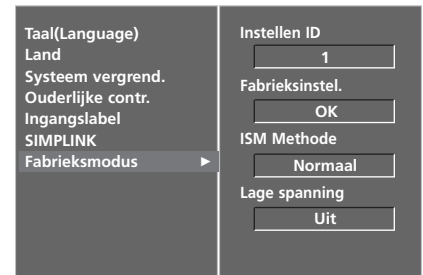 Taal(Language)
Land
Systeem vergrend.
Ouderlijke contr.
Ingangslabel
SIMPLINK
Fabrieksmodus ►
Instellen ID
1
Fabrieksinstel.
OK
ISM Methode
Normaal
Lage spanning
Uit